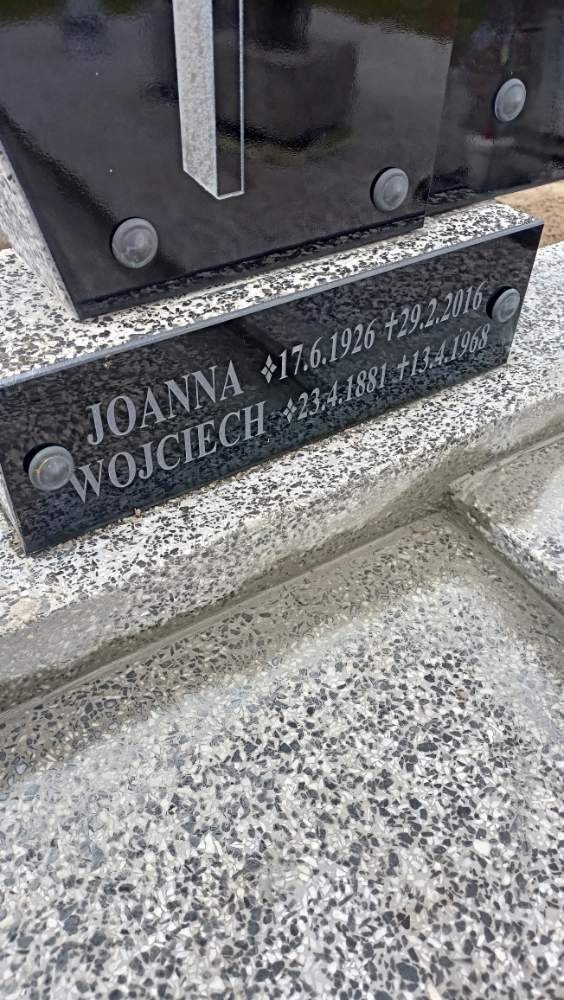 JOANNA ❖17.6.1926 ✝29.2.2016
WOJCIECH ❖23.4.1881 ✝13.4.1968